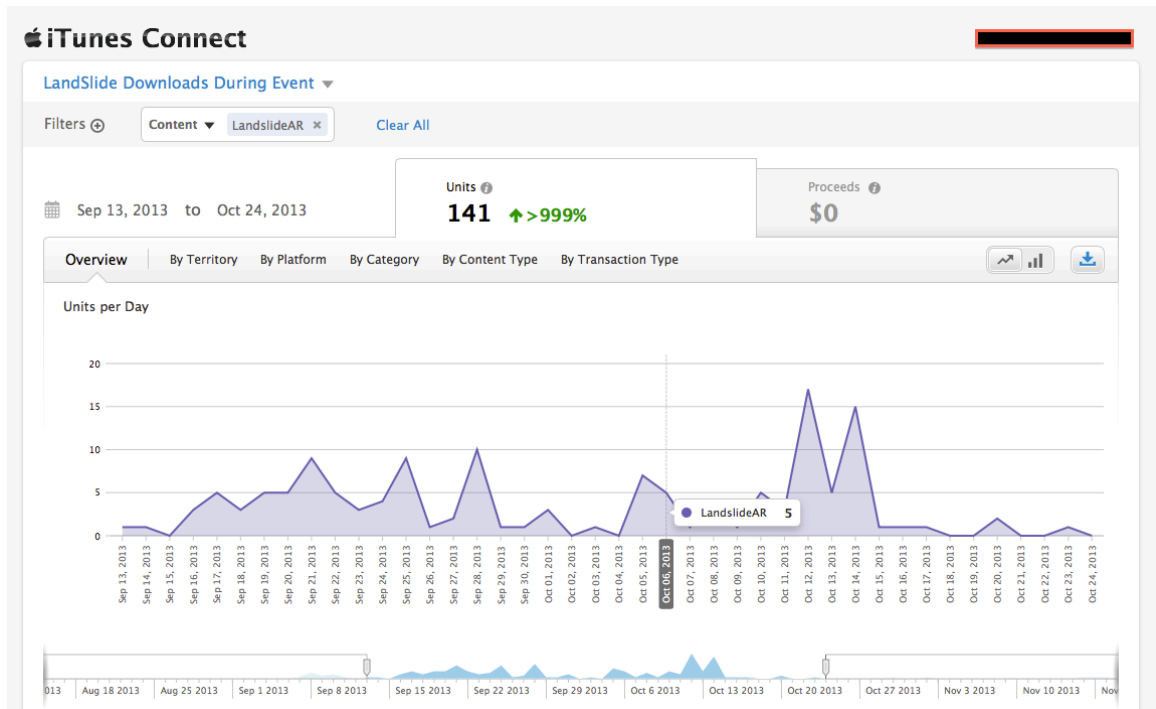 iTunes Connect
LandSlide Downloads During Event
Filters Content LandslideAR × Clear All
Sep 13, 2013 to Oct 24, 2013
Units
141 >999%
Proceeds
$0
Overview By Territory By Platform By Category By Content Type By Transaction Type
Units per Day
20
15
10
5
0
LandslideAR 5
Sep 13, 2013
Sep 14, 2013
Sep 15, 2013
Sep 16, 2013
Sep 17, 2013
Sep 18, 2013
Sep 19, 2013
Sep 20, 2013
Sep 21, 2013
Sep 22, 2013
Sep 23, 2013
Sep 24, 2013
Sep 25, 2013
Sep 26, 2013
Sep 27, 2013
Sep 28, 2013
Sep 29, 2013
Sep 30, 2013
Oct 01, 2013
Oct 02, 2013
Oct 03, 2013
Oct 04, 2013
Oct 05, 2013
Oct 06, 2013
Oct 07, 2013
Oct 08, 2013
Oct 09, 2013
Oct 10, 2013
Oct 11, 2013
Oct 12, 2013
Oct 13, 2013
Oct 14, 2013
Oct 15, 2013
Oct 16, 2013
Oct 17, 2013
Oct 18, 2013
Oct 19, 2013
Oct 20, 2013
Oct 21, 2013
Oct 22, 2013
Oct 23, 2013
Oct 24, 2013
013 Aug 18 2013 Aug 25 2013 Sep 1 2013 Sep 8 2013 Sep 15 2013 Sep 22 2013 Sep 29 2013 Oct 6 2013 Oct 13 2013 Oct 20 2013 Oct 27 2013 Nov 3 2013 Nov 10 2013 Nov